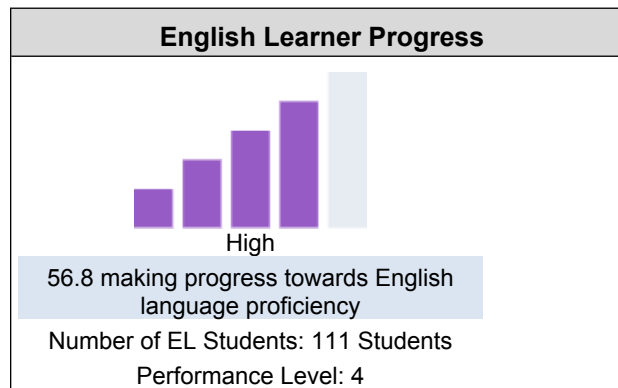 English Learner Progress
High
56.8 making progress towards English
language proficiency
Number of EL Students: 111 Students
Performance Level: 4